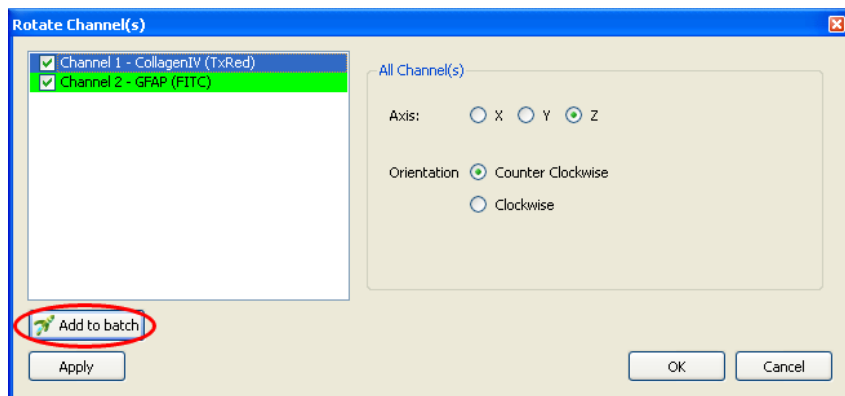 Rotate Channel(s)
Channel 1 - CollagenIV (TxRed)
Channel 2 - GFAP (FITC)
All Channel(s)
Axis: X Y Z
Orientation Counter Clockwise
Clockwise
Add to batch
Apply OK Cancel